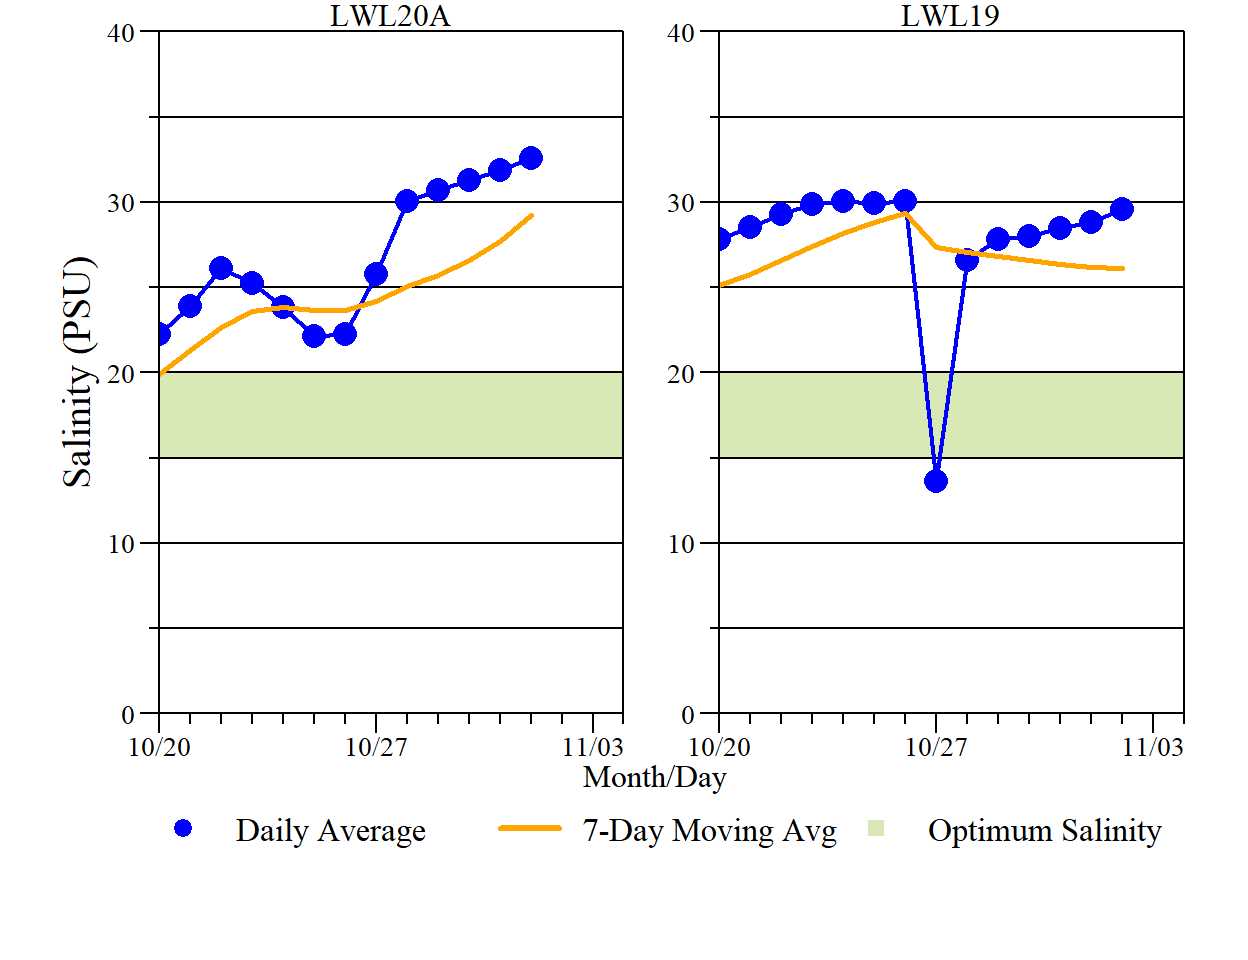 LWL20A
LWL19
40
30
20
10
0
40
30
20
10
0
Salinity (PSU)
10/20
10/27
11/03
10/20
10/27
11/03
Month/Day
Daily Average
7-Day Moving Avg
Optimum Salinity